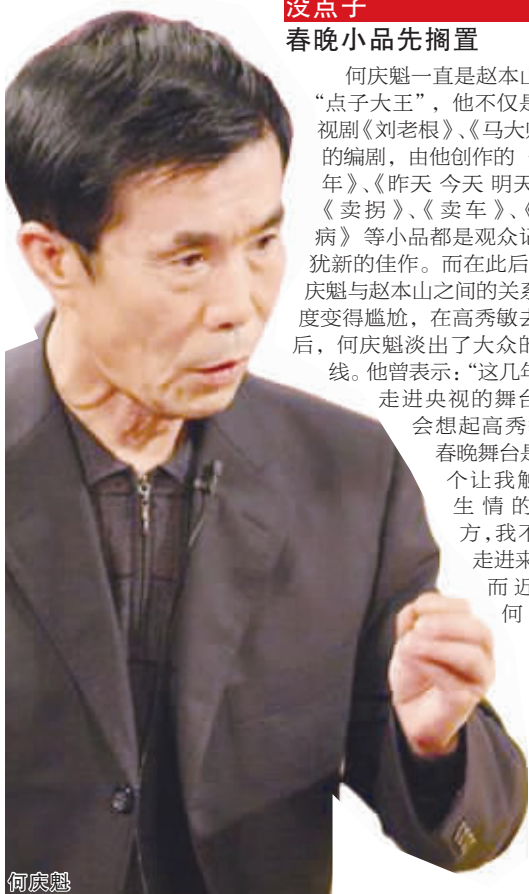 没点子
春晚小品先搁置
何庆魁一直是赵本山
“点子大王”，他不仅是
视剧《刘老根》、《马大
的编剧，由他创作的
年》、《昨天 今天 明天
《卖拐》、《卖车》、《
病》等小品都是观众记
犹新的佳作。而在此后
庆魁与赵本山之间的关系
度变得尴尬，在高秀敏去
后，何庆魁淡出了大众的
线。他曾表示：“这几年
走进央视的舞台
会想起高秀
春晚舞台是
个让我触
生情的
方，我不
走进来
而近
何
何庆魁